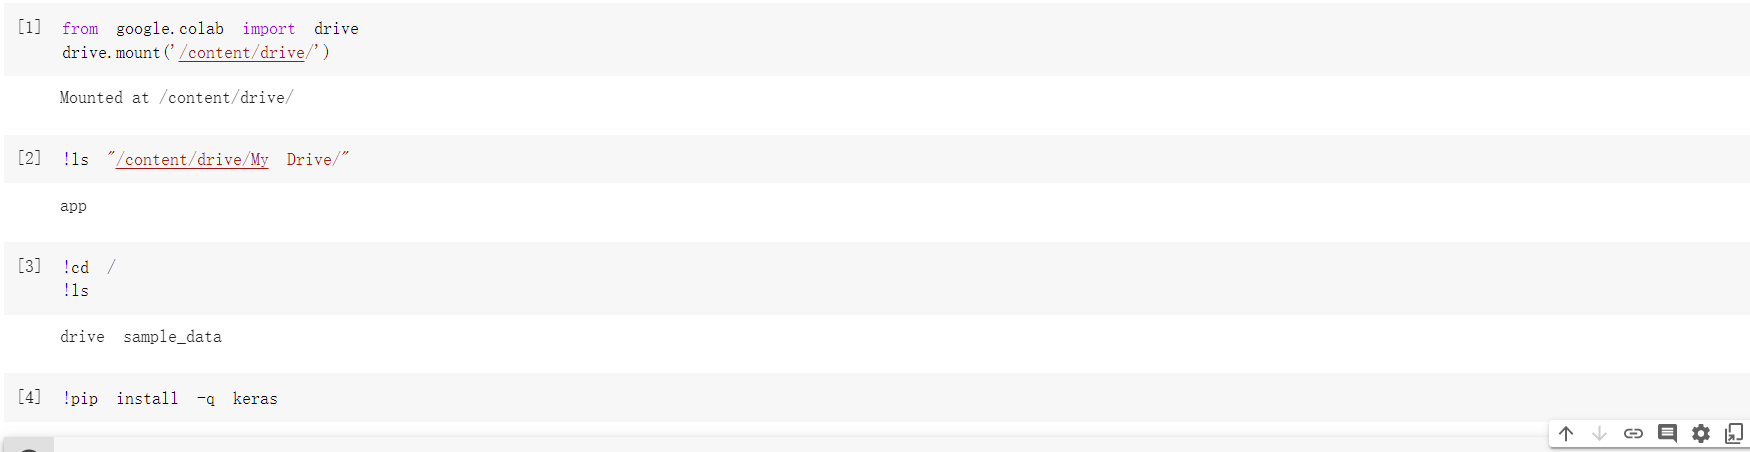 [1] from google.colab import drive
drive.mount('/content/drive/')
Mounted at /content/drive/
[2] !ls "/content/drive/My Drive/"
app
[3] !cd /
!ls
drive sample_data
[4] !pip install -q keras